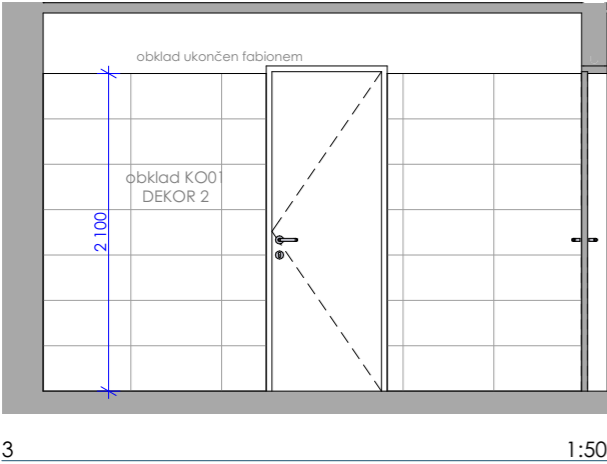 obklad ukončen fabionem
obklad KO01
DEKOR 2
2 100
3
1:50